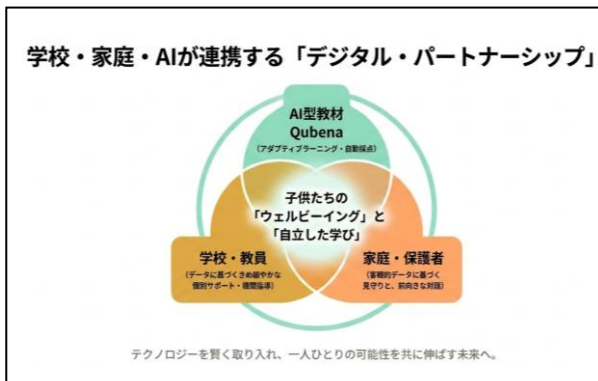 学校・家庭・AIが連携する「デジタル・パートナーシップ」
AI型教材
Qubena
（アダプティブラーニング・自動採点）
子供たちの
「ウェルビーイング」と
「自立した学び」
学校・教員
（データに基づくきめ細やかな
個別サポート・機関指導）
家庭・保護者
（客観的データに基づく
見守りと、前向きな対話）
テクノロジーを賢く取り入れ、一人ひとりの可能性を共に伸ばす未来へ。